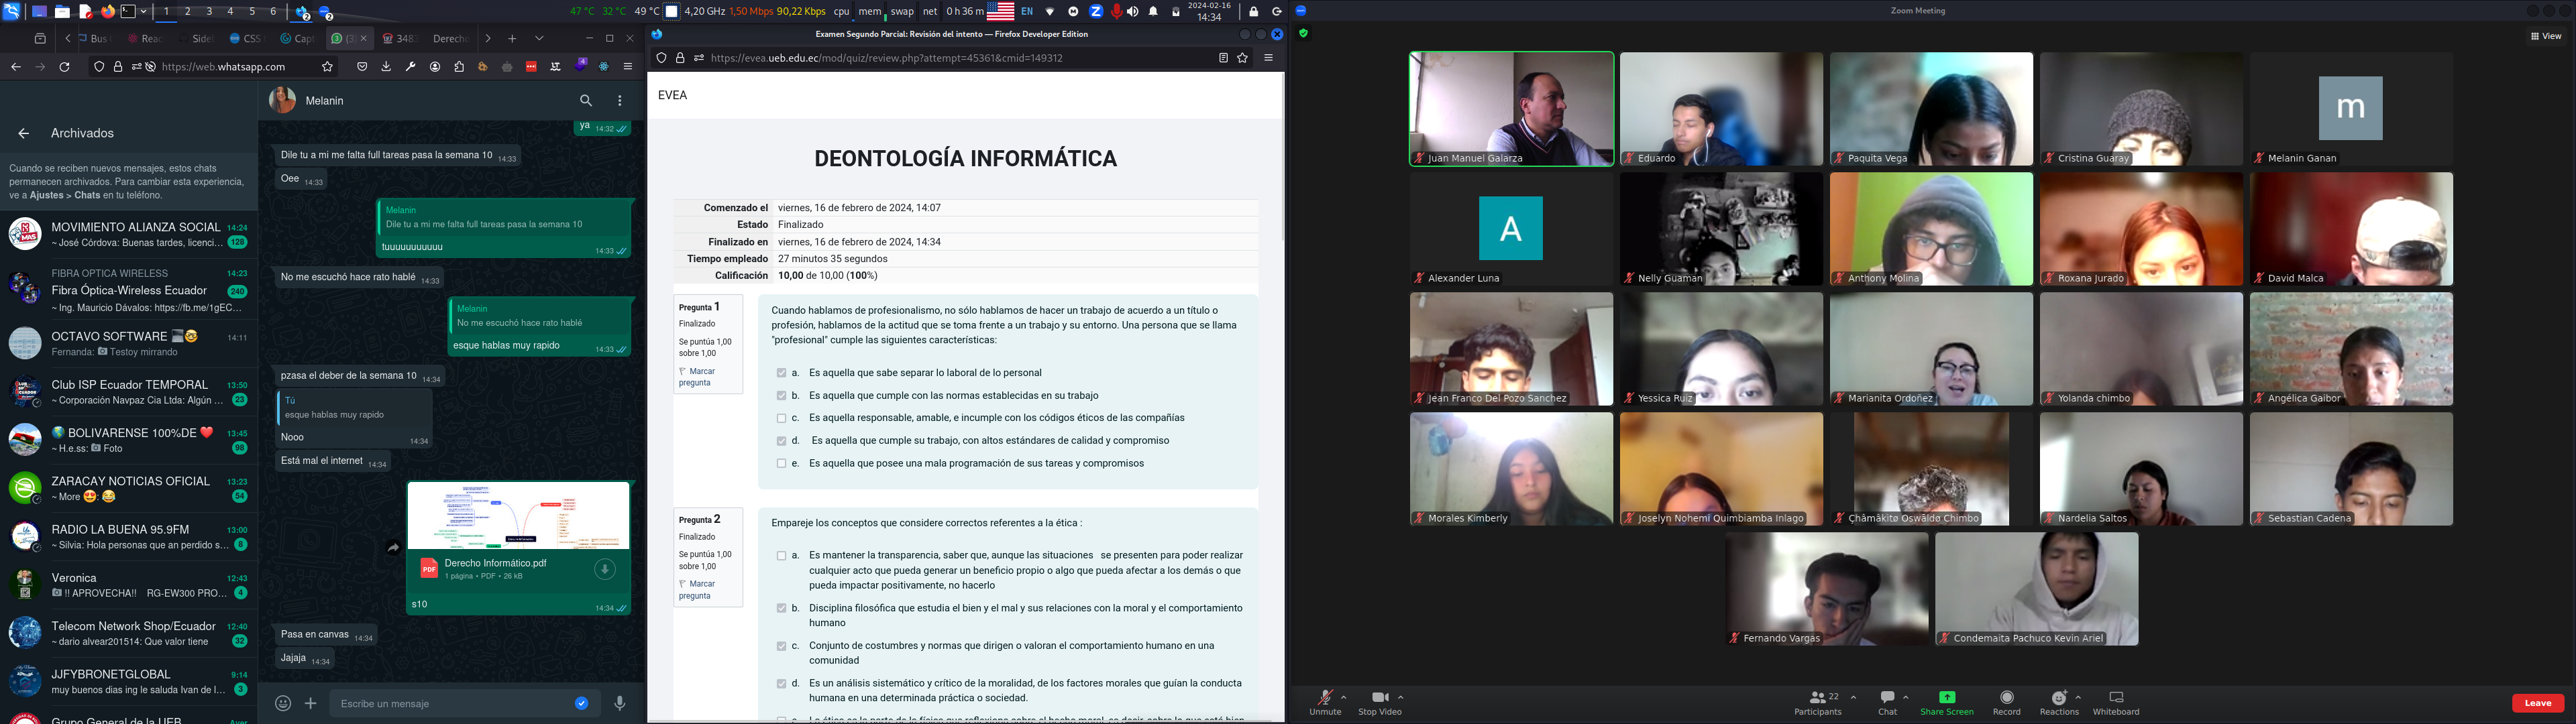 47 °C 32 °C 49 °C 4,20 GHz 1,50 Mbps 90,22 Kbps cpu mem swap net 0 h 36 m EN 2024-02-16 14:34
1 2 3 4 5 6
Bus Reac Sidel CSS Capt 348 Derecho
https://web.whatsapp.com
Archivados
Cuando se reciben nuevos mensajes, estos chats
permanecen archivados. Para cambiar esta experiencia,
ve a Ajustes > Chats en tu teléfono.
MOVIMIENTO ALIANZA SOCIAL 14:24
~ José Córdova: Buenas tardes, licenci... 128
FIBRA OPTICA WIRELESS 14:23
Fibra Óptica-Wireless Ecuador 240
~ Ing. Mauricio Dávalos: https://fb.me/1gEC...
OCTAVO SOFTWARE 💻🤓 14:11
Fernanda: 📷 Testoy mirrando
Club ISP Ecuador TEMPORAL 13:50
~ Corporación Navpaz Cia Ltda: Algún ... 23
🌎 BOLIVARENSE 100%DE ❤️ 13:45
~ H.e.ss: 📷 Foto 98
ZARACAY NOTICIAS OFICIAL 13:23
~ More 😍: 😂 54
RADIO LA BUENA 95.9FM 13:00
~ Silvia: Hola personas que an perdido s... 8
Veronica 12:43
📷 !! APROVECHA!! RG-EW300 PRO... 4
Telecom Network Shop/Ecuador 12:40
~ dario alvear201514: Que valor tiene 32
JJFYBRONETGLOBAL 9:14
muy buenos dias ing le saluda Ivan de l... 3
Grupo General de la UEB Ayer
Melanin
ya 14:32
Dile tu a mi me falta full tareas pasa la semana 10 14:33
Oee 14:33
Melanin
Dile tu a mi me falta full tareas pasa la semana 10
tuuuuuuuuuuu 14:33
No me escuchó hace rato hablé 14:33
Melanin
No me escuchó hace rato hablé
esque hablas muy rapido 14:33
pzasa el deber de la semana 10 14:34
Tú
esque hablas muy rapido
Nooo 14:34
Está mal el internet 14:34
PDF Derecho Informático.pdf
1 página • PDF • 26 kB
s10 14:34
Pasa en canvas 14:34
Jajaja 14:34
Escribe un mensaje
Examen Segundo Parcial: Revisión del intento — Firefox Developer Edition
https://evea.ueb.edu.ec/mod/quiz/review.php?attempt=45361&cmid=149312
EVEA
DEONTOLOGÍA INFORMÁTICA
Comenzado el viernes, 16 de febrero de 2024, 14:07
Estado Finalizado
Finalizado en viernes, 16 de febrero de 2024, 14:34
Tiempo empleado 27 minutos 35 segundos
Calificación 10,00 de 10,00 (100%)
Pregunta 1
Finalizado
Se puntúa 1,00
sobre 1,00
Marcar
pregunta
Cuando hablamos de profesionalismo, no sólo hablamos de hacer un trabajo de acuerdo a un título o
profesión, hablamos de la actitud que se toma frente a un trabajo y su entorno. Una persona que se llama
"profesional" cumple las siguientes características:
a. Es aquella que sabe separar lo laboral de lo personal
b. Es aquella que cumple con las normas establecidas en su trabajo
c. Es aquella responsable, amable, e incumple con los códigos éticos de las compañías
d. Es aquella que cumple su trabajo, con altos estándares de calidad y compromiso
e. Es aquella que posee una mala programación de sus tareas y compromisos
Pregunta 2
Finalizado
Se puntúa 1,00
sobre 1,00
Marcar
pregunta
Empareje los conceptos que considere correctos referentes a la ética :
a. Es mantener la transparencia, saber que, aunque las situaciones se presenten para poder realizar
cualquier acto que pueda generar un beneficio propio o algo que pueda afectar a los demás o que
pueda impactar positivamente, no hacerlo
b. Disciplina filosófica que estudia el bien y el mal y sus relaciones con la moral y el comportamiento
humano
c. Conjunto de costumbres y normas que dirigen o valoran el comportamiento humano en una
comunidad
d. Es un análisis sistemático y crítico de la moralidad, de los factores morales que guían la conducta
humana en una determinada práctica o sociedad.
Zoom Meeting
View
Juan Manuel Galarza
Eduardo
Paquita Vega
Cristina Guaray
m
Melanin Ganan
A
Alexander Luna
Nelly Guaman
Anthony Molina
Roxana Jurado
David Malca
Jean Franco Del Pozo Sanchez
Yessica Ruiz
Marianita Ordoñez
Yolanda chimbo
Angélica Gaibor
Morales Kimberly
Joselyn Nohemi Quimbiamba Inlago
Çhâmâkito Oswâldo Chimbo
Nardelia Saltos
Sebastian Cadena
Fernando Vargas
Condemaita Pachuco Kevin Ariel
Unmute Stop Video Participants 22 Chat Share Screen Record Reactions Whiteboard Leave